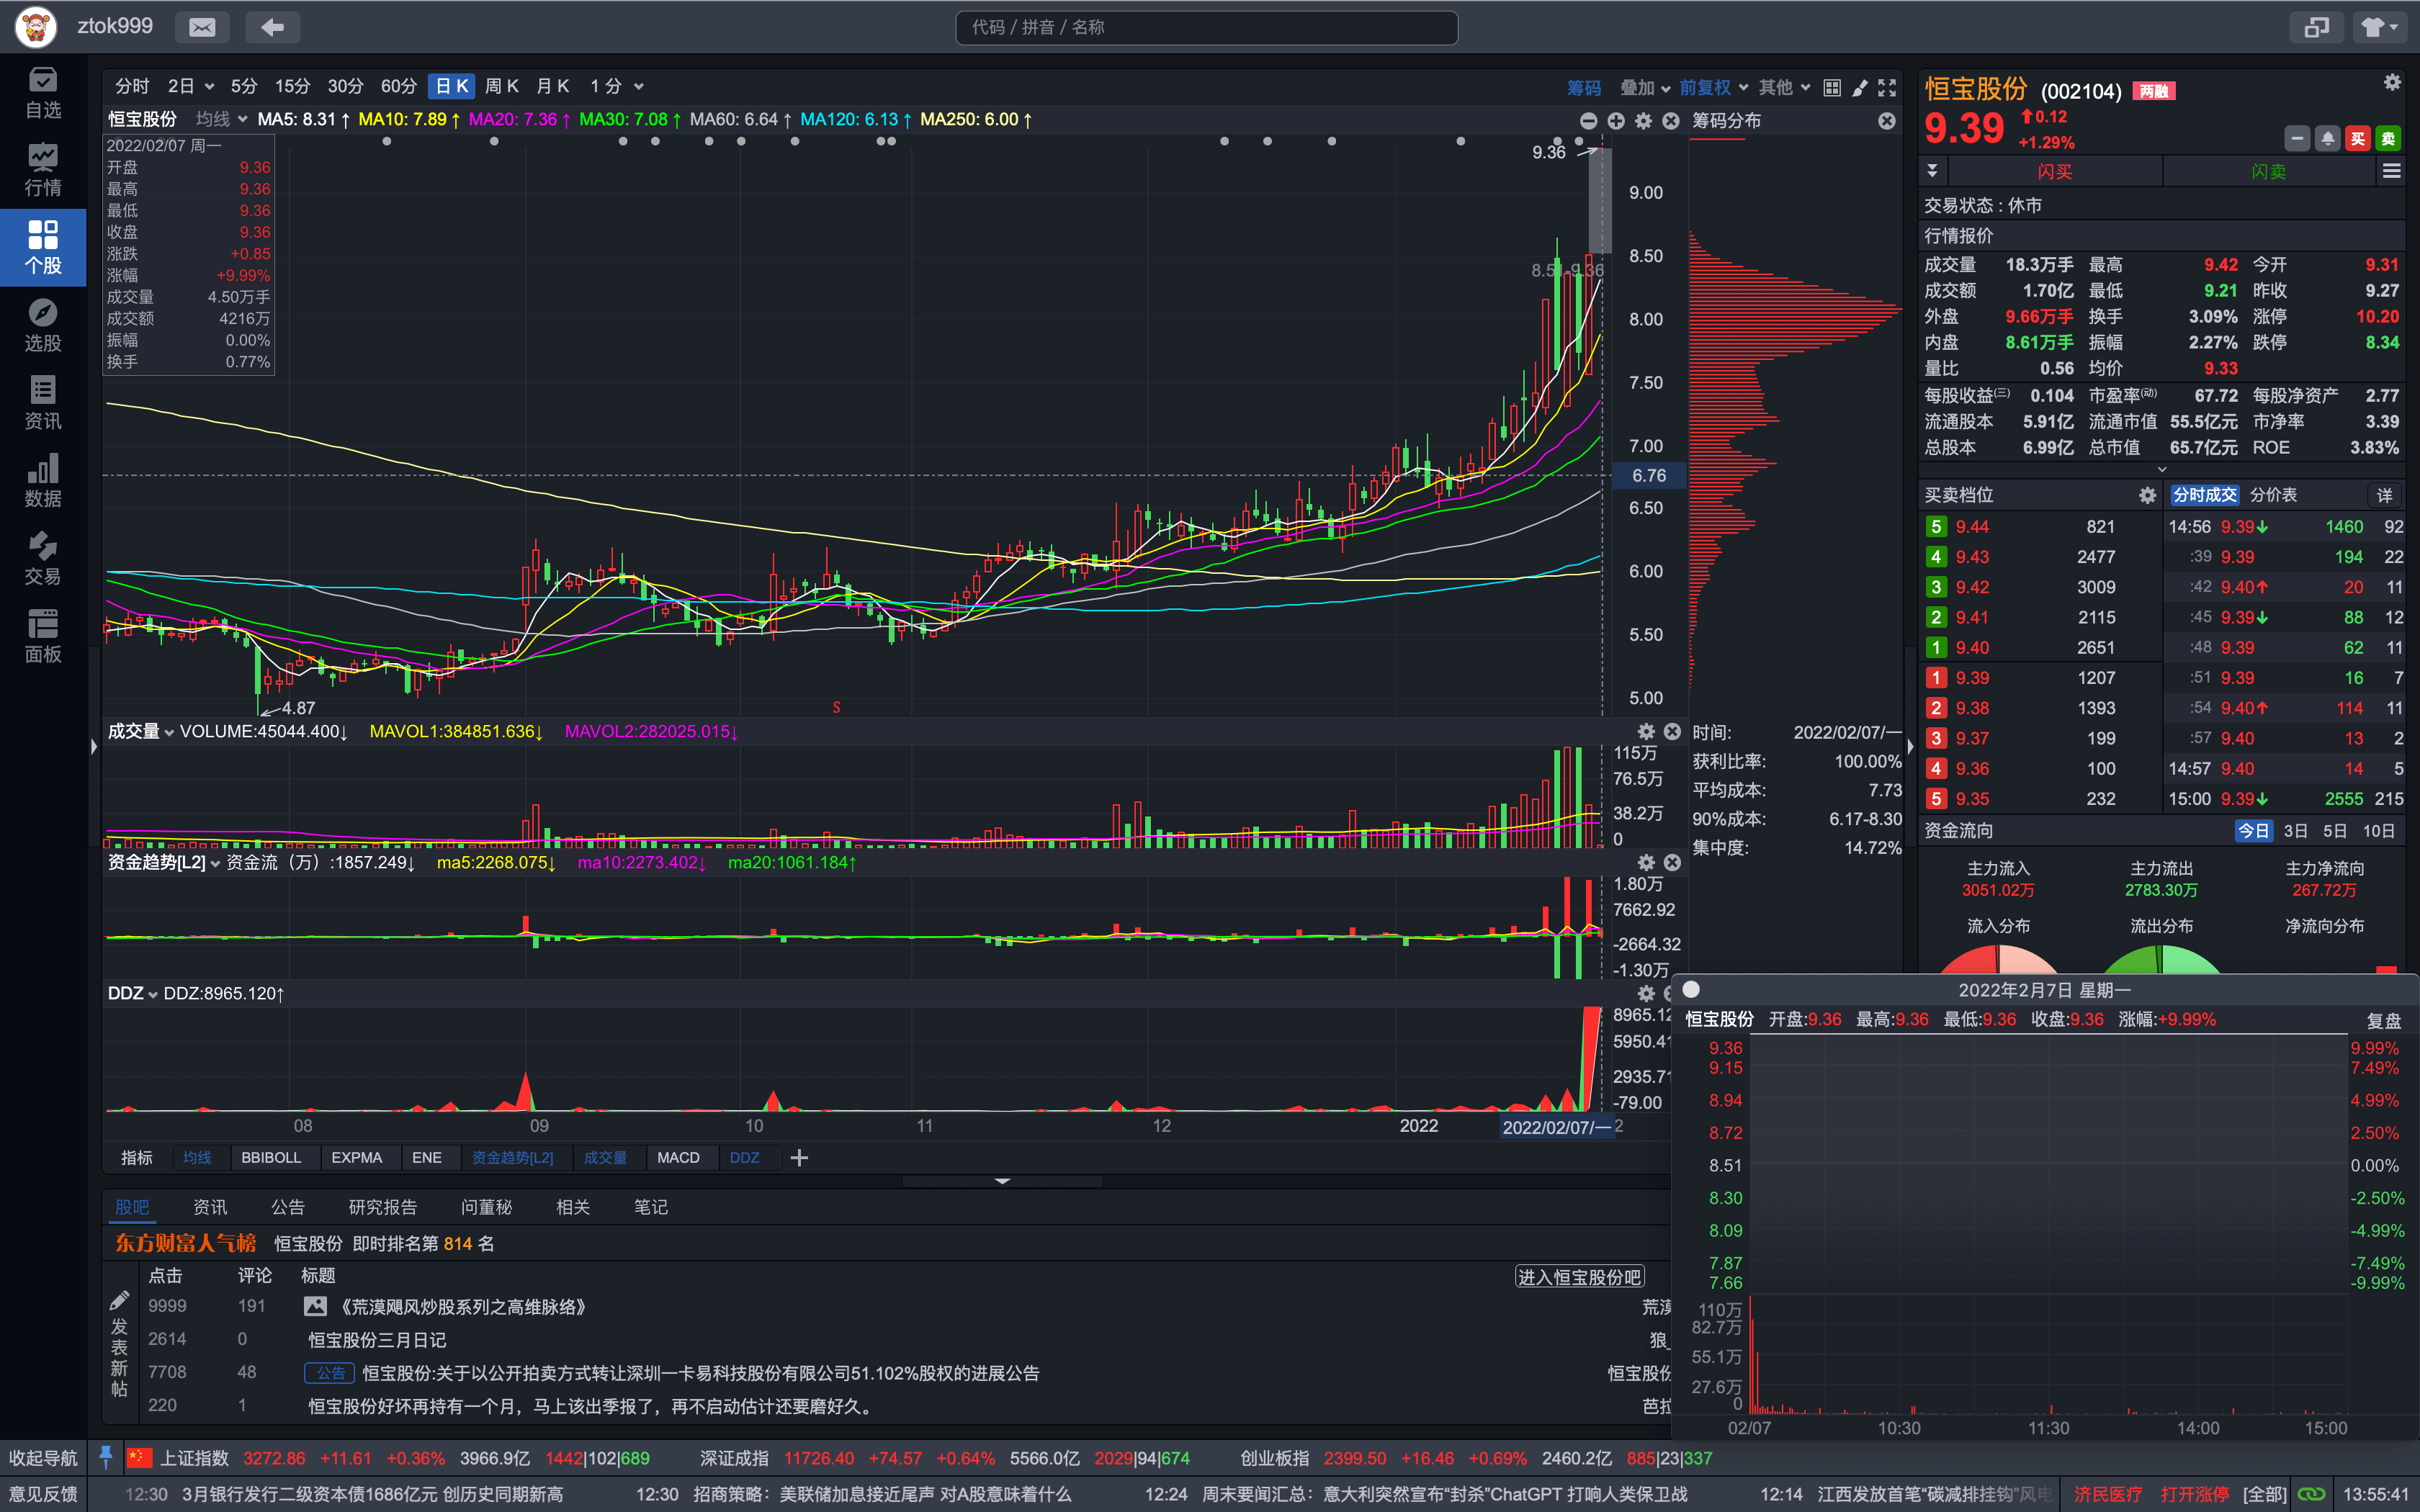 ztok999
代码 / 拼音 / 名称
自选
行情
个股
选股
资讯
数据
交易
面板
分时 2日 5分 15分 30分 60分 日K 周K 月K 1分 筹码 叠加 前复权 其他
恒宝股份 均线 MA5: 8.31↑ MA10: 7.89↑ MA20: 7.36↑ MA30: 7.08↑ MA60: 6.64↑ MA120: 6.13↑ MA250: 6.00↑
筹码分布
2022/02/07 周一
开盘 9.36
最高 9.36
最低 9.36
收盘 9.36
涨跌 +0.85
涨幅 +9.99%
成交量 4.50万手
成交额 4216万
振幅 0.00%
换手 0.77%
9.36
8.51-9.36
4.87
S
9.00
8.50
8.00
7.50
7.00
6.76
6.50
6.00
5.50
5.00
成交量 VOLUME:45044.400↓ MAVOL1:384851.636↓ MAVOL2:282025.015↓
115万
76.5万
38.2万
0
资金趋势[L2] 资金流（万）:1857.249↓ ma5:2268.075↓ ma10:2273.402↓ ma20:1061.184↑
1.80万
7662.92
-2664.32
-1.30万
DDZ DDZ:8965.120↑
8965.12
5950.41
2935.71
-79.00
08 09 10 11 12 2022 2022/02/07/一 2
时间: 2022/02/07/一
获利比率: 100.00%
平均成本: 7.73
90%成本: 6.17-8.30
集中度: 14.72%
指标 均线 BBIBOLL EXPMA ENE 资金趋势[L2] 成交量 MACD DDZ
股吧 资讯 公告 研究报告 问董秘 相关 笔记
东方财富人气榜 恒宝股份 即时排名第 814 名
点击 评论 标题 进入恒宝股份吧
发表新帖
9999 191 《荒漠飓风炒股系列之高维脉络》 荒漠
2614 0 恒宝股份三月日记 狼_
7708 48 公告 恒宝股份:关于以公开拍卖方式转让深圳一卡易科技股份有限公司51.102%股权的进展公告 恒宝股份
220 1 恒宝股份好坏再持有一个月，马上该出季报了，再不启动估计还要磨好久。 芭拉
恒宝股份 (002104) 两融
9.39 0.12
+1.29%
买 卖
闪买 闪卖
交易状态 : 休市
行情报价
成交量 18.3万手 最高 9.42 今开 9.31
成交额 1.70亿 最低 9.21 昨收 9.27
外盘 9.66万手 换手 3.09% 涨停 10.20
内盘 8.61万手 振幅 2.27% 跌停 8.34
量比 0.56 均价 9.33
每股收益(三) 0.104 市盈率(动) 67.72 每股净资产 2.77
流通股本 5.91亿 流通市值 55.5亿元 市净率 3.39
总股本 6.99亿 总市值 65.7亿元 ROE 3.83%
买卖档位 分时成交 分价表 详
5 9.44 821 14:56 9.39↓ 1460 92
4 9.43 2477 :39 9.39 194 22
3 9.42 3009 :42 9.40↑ 20 11
2 9.41 2115 :45 9.39↓ 88 12
1 9.40 2651 :48 9.39 62 11
1 9.39 1207 :51 9.39 16 7
2 9.38 1393 :54 9.40↑ 114 11
3 9.37 199 :57 9.40 13 2
4 9.36 100 14:57 9.40 14 5
5 9.35 232 15:00 9.39↓ 2555 215
资金流向 今日 3日 5日 10日
主力流入 主力流出 主力净流向
3051.02万 2783.30万 267.72万
流入分布 流出分布 净流向分布
2022年2月7日 星期一
恒宝股份 开盘:9.36 最高:9.36 最低:9.36 收盘:9.36 涨幅:+9.99% 复盘
9.36 9.99%
9.15 7.49%
8.94 4.99%
8.72 2.50%
8.51 0.00%
8.30 -2.50%
8.09 -4.99%
7.87 -7.49%
7.66 -9.99%
110万
82.7万
55.1万
27.6万
0
02/07 10:30 11:30 14:00 15:00
收起导航 上证指数 3272.86 +11.61 +0.36% 3966.9亿 1442|102|689 深证成指 11726.40 +74.57 +0.64% 5566.0亿 2029|94|674 创业板指 2399.50 +16.46 +0.69% 2460.2亿 885|23|337
意见反馈 12:30 3月银行发行二级资本债1686亿元 创历史同期新高 12:30 招商策略：美联储加息接近尾声 对A股意味着什么 12:24 周末要闻汇总：意大利突然宣布“封杀”ChatGPT 打响人类保卫战 12:14 江西发放首笔“碳减排挂钩”风电 济民医疗 打开涨停 [全部] 13:55:41